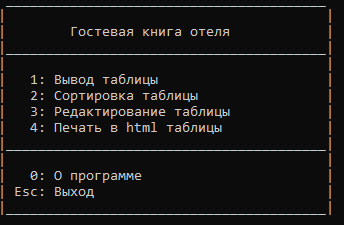 Гостевая книга отеля
1: Вывод таблицы
2: Сортировка таблицы
3: Редактирование таблицы
4: Печать в html таблицы
0: О программе
Esc: Выход